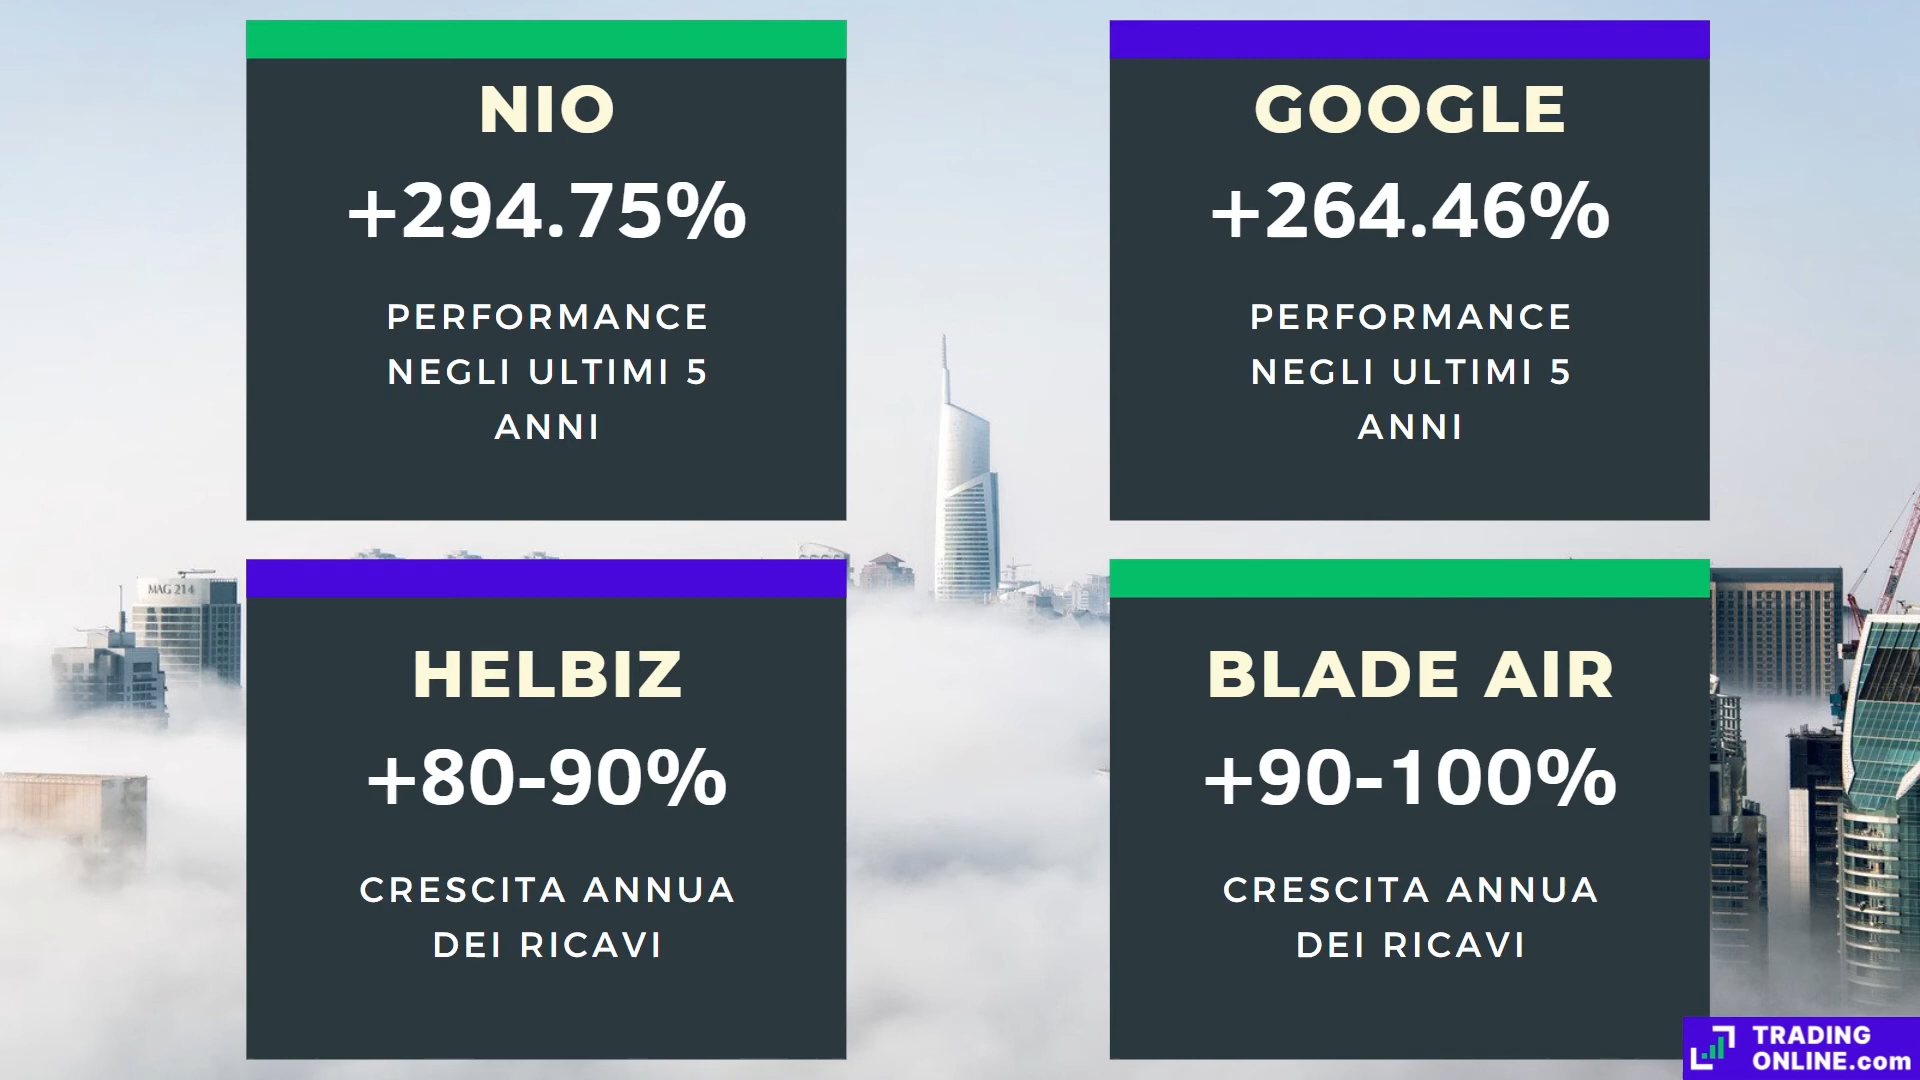 NIO
+294.75%
PERFORMANCE
NEGLI ULTIMI 5
ANNI
GOOGLE
+264.46%
PERFORMANCE
NEGLI ULTIMI 5
ANNI
HELBIZ
+80-90%
CRESCITA ANNUA
DEI RICAVI
BLADE AIR
+90-100%
CRESCITA ANNUA
DEI RICAVI
MAG 214
TRADING
ONLINE.com